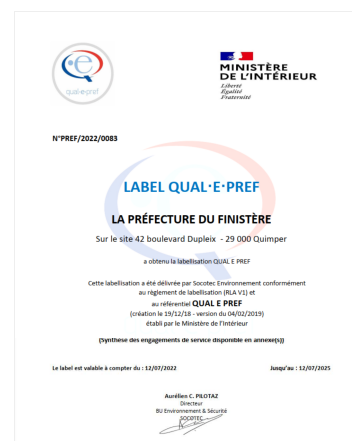 qual-e-pref
MINISTÈRE
DE L'INTÉRIEUR
Liberté
Égalité
Fraternité
N°PREF/2022/0083
LABEL QUAL·E·PREF
LA PRÉFECTURE DU FINISTÈRE
Sur le site 42 boulevard Dupleix - 29 000 Quimper
a obtenu la labellisation QUAL E PREF
Cette labellisation a été délivrée par Socotec Environnement conformément
au règlement de labellisation (RLA V1) et
au référentiel QUAL E PREF
(création le 19/12/18 - version du 04/02/2019)
établi par le Ministère de l'Intérieur
(Synthèse des engagements de service disponible en annexe(s))
Le label est valable à compter du : 12/07/2022 Jusqu'au : 12/07/2025
Aurélien C. PILOTAZ
Directeur
BU Environnement & Sécurité
SOCOTEC